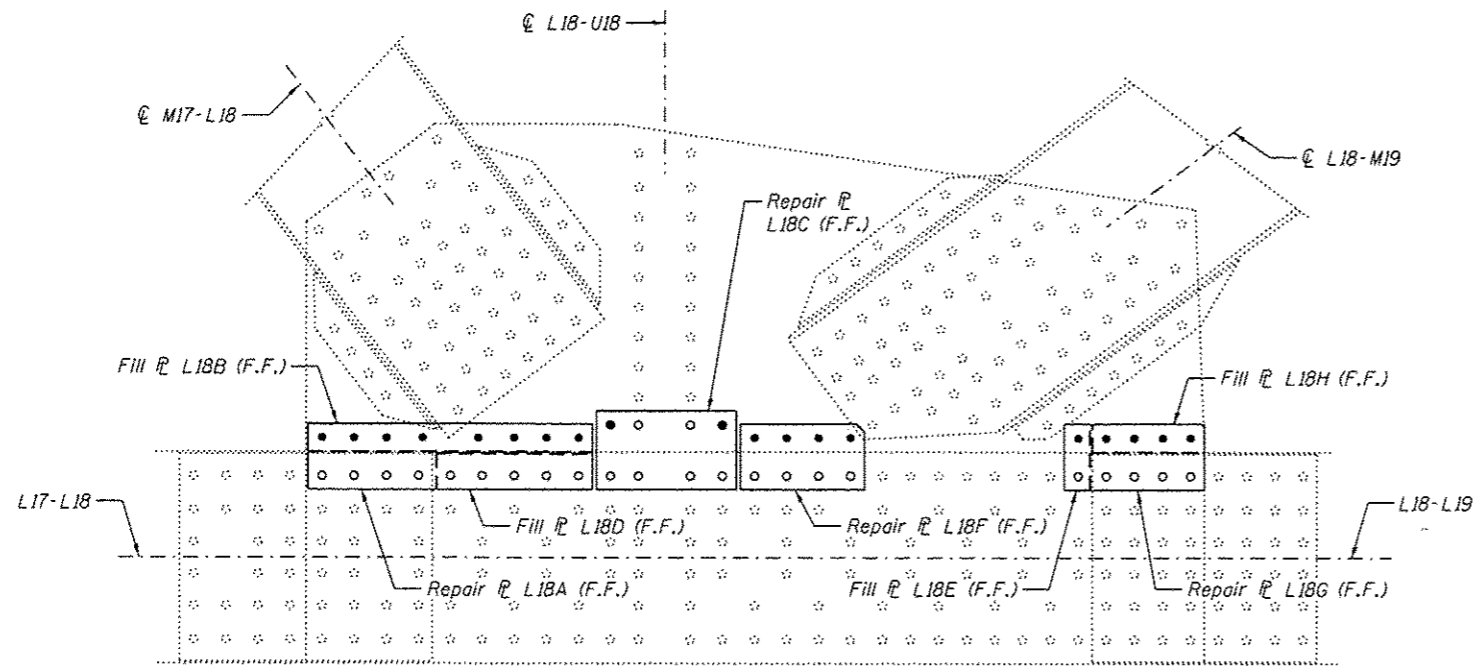 ℄ L18-U18
℄ M17-L18
℄ L18-M19
Repair ⅊
L18C (F.F.)
Fill ⅊ L18B (F.F.)
Fill ⅊ L18H (F.F.)
L17-L18
L18-L19
Fill ⅊ L18D (F.F.)
Repair ⅊ L18F (F.F.)
Repair ⅊ L18A (F.F.)
Fill ⅊ L18E (F.F.)
Repair ⅊ L18G (F.F.)